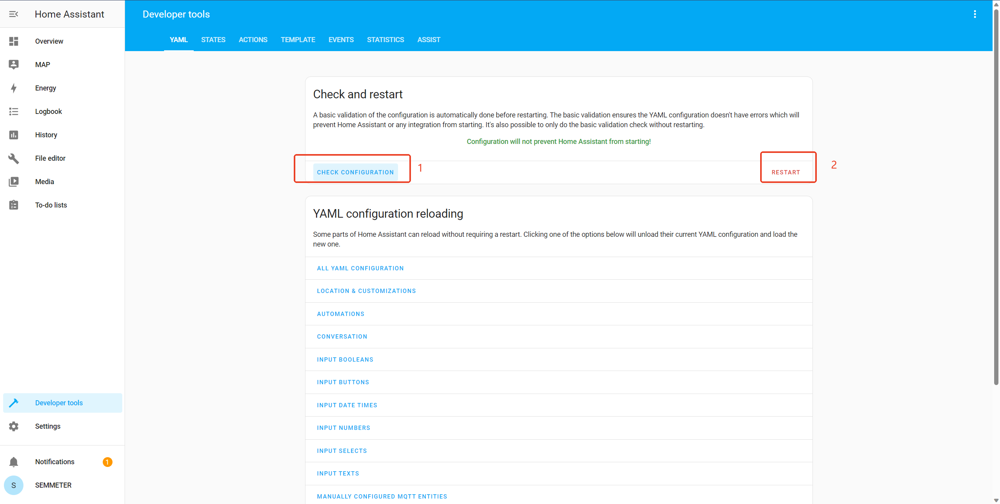 Home Assistant
Overview
MAP
Energy
Logbook
History
File editor
Media
To-do lists
Developer tools
Settings
Notifications 1
S SEMMETER
Developer tools
YAML STATES ACTIONS TEMPLATE EVENTS STATISTICS ASSIST
Check and restart
A basic validation of the configuration is automatically done before restarting. The basic validation ensures the YAML configuration doesn't have errors which will
prevent Home Assistant or any integration from starting. It's also possible to only do the basic validation check without restarting.
Configuration will not prevent Home Assistant from starting!
CHECK CONFIGURATION 1 RESTART 2
YAML configuration reloading
Some parts of Home Assistant can reload without requiring a restart. Clicking one of the options below will unload their current YAML configuration and load the
new one.
ALL YAML CONFIGURATION
LOCATION & CUSTOMIZATIONS
AUTOMATIONS
CONVERSATION
INPUT BOOLEANS
INPUT BUTTONS
INPUT DATE TIMES
INPUT NUMBERS
INPUT SELECTS
INPUT TEXTS
MANUALLY CONFIGURED MQTT ENTITIES